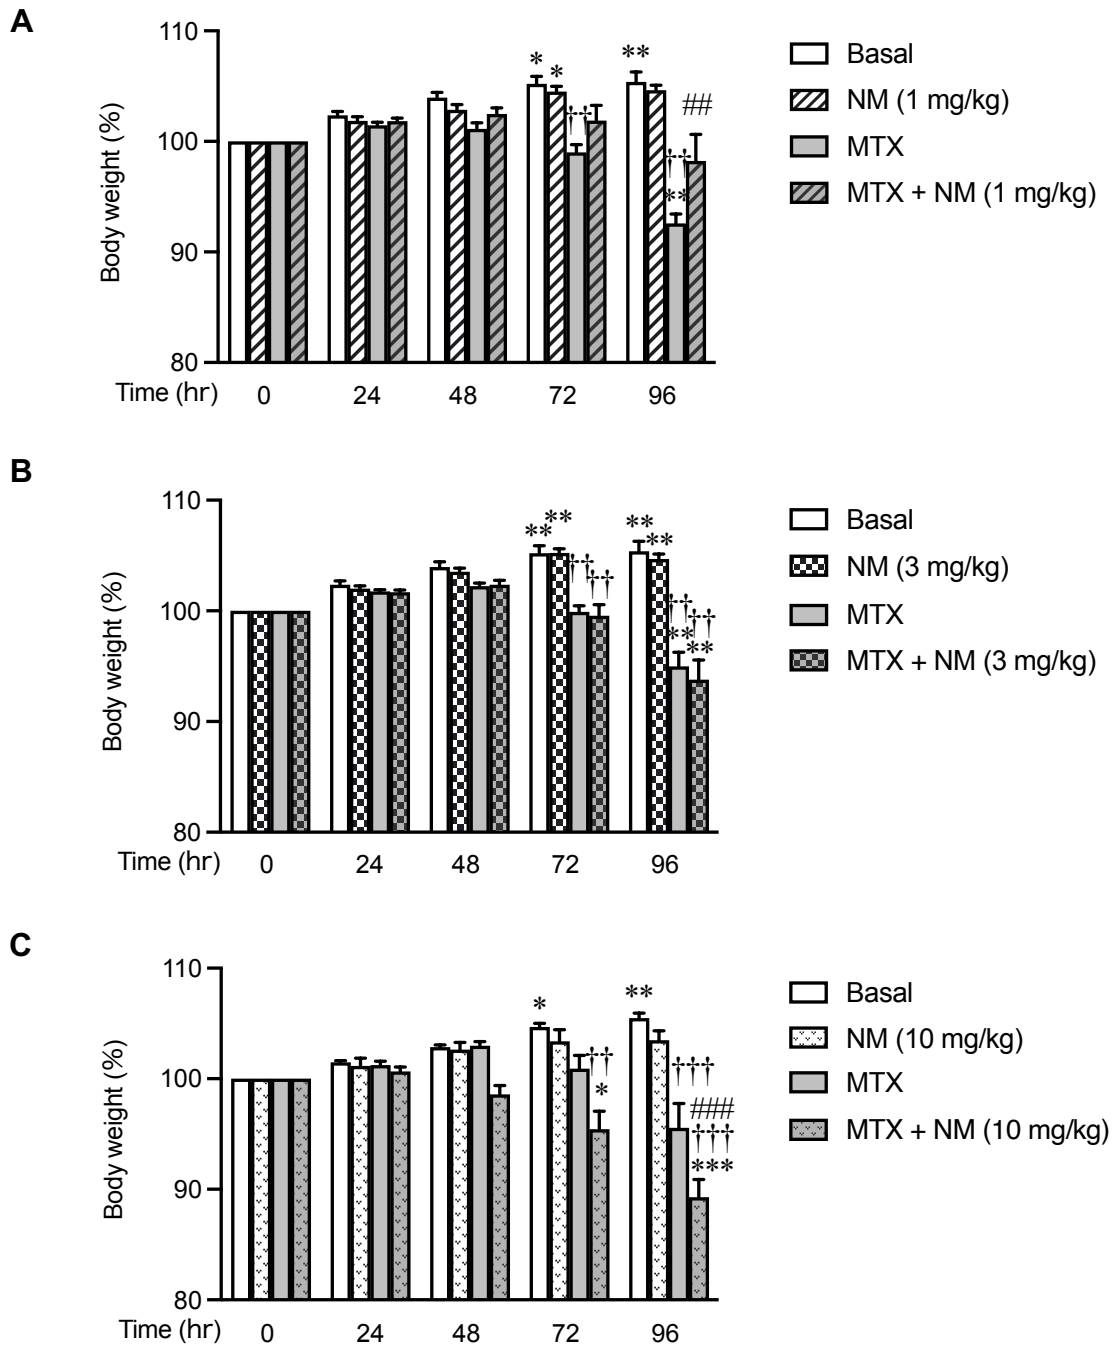 A
110
100
90
80
Body weight (%)
* * †† ** †† ** ##
Time (hr) 0 24 48 72 96
Basal
NM (1 mg/kg)
MTX
MTX + NM (1 mg/kg)
B
110
100
90
80
Body weight (%)
** ** †† †† ** ** †† ** †† **
Time (hr) 0 24 48 72 96
Basal
NM (3 mg/kg)
MTX
MTX + NM (3 mg/kg)
C
110
100
90
80
Body weight (%)
* †† * ** ††† ### ††† ***
Time (hr) 0 24 48 72 96
Basal
NM (10 mg/kg)
MTX
MTX + NM (10 mg/kg)